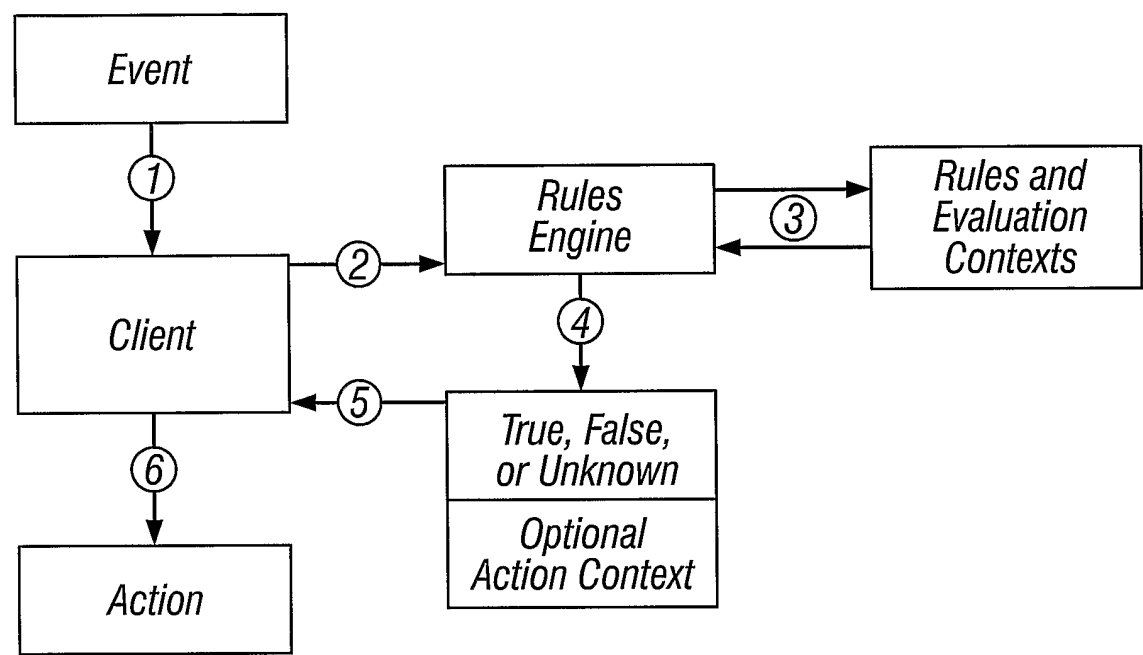 Event
1
Client
2
Rules
Engine
3
Rules and
Evaluation
Contexts
4
True, False,
or Unknown
Optional
Action Context
5
6
Action